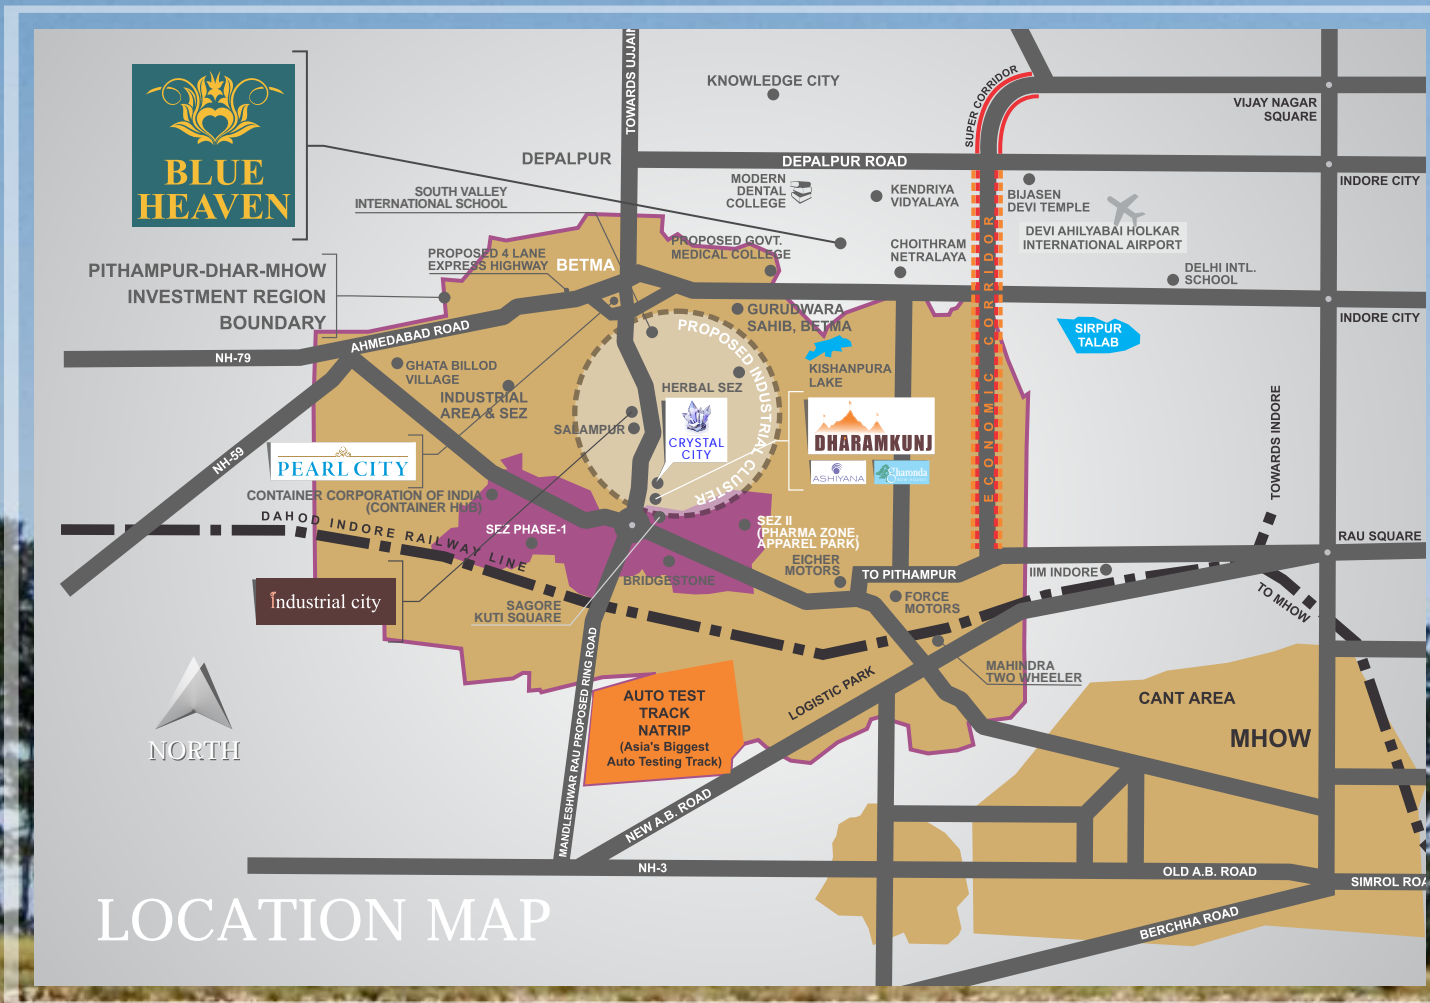 BLUE
HEAVEN
TOWARDS UJJAIN
KNOWLEDGE CITY
SUPER CORRIDOR
VIJAY NAGAR
SQUARE
DEPALPUR
DEPALPUR ROAD
INDORE CITY
SOUTH VALLEY
INTERNATIONAL SCHOOL
MODERN
DENTAL
COLLEGE
KENDRIYA
VIDYALAYA
BIJASEN
DEVI TEMPLE
DEVI AHILYABAI HOLKAR
INTERNATIONAL AIRPORT
PROPOSED 4 LANE
EXPRESS HIGHWAY
BETMA
PROPOSED GOVT.
MEDICAL COLLEGE
CHOITHRAM
NETRALAYA
DELHI INTL.
SCHOOL
PITHAMPUR-DHAR-MHOW
INVESTMENT REGION
BOUNDARY
ECONOMIC CORRIDOR
GURUDWARA
SAHIB, BETMA
INDORE CITY
SIRPUR
TALAB
AHMEDABAD ROAD
NH-79
PROPOSED INDUSTRIAL CLUSTER
KISHANPURA
LAKE
GHATA BILLOD
VILLAGE
INDUSTRIAL
AREA & SEZ
HERBAL SEZ
SALAMPUR
CRYSTAL
CITY
DHARAMKUNJ
ASHIYANA
Gharonda
TOWARDS INDORE
NH-59
PEARL CITY
CONTAINER CORPORATION OF INDIA
(CONTAINER HUB)
DAHOD INDORE RAILWAY LINE
SEZ PHASE-1
SEZ II
(PHARMA ZONE,
APPAREL PARK)
RAU SQUARE
EICHER
MOTORS
TO PITHAMPUR
IIM INDORE
BRIDGESTONE
FORCE
MOTORS
TO MHOW
industrial city
SAGORE
KUTI SQUARE
MANDLESHWAR RAU PROPOSED RING ROAD
MAHINDRA
TWO WHEELER
LOGISTIC PARK
AUTO TEST
TRACK
NATRIP
(Asia's Biggest
Auto Testing Track)
CANT AREA
MHOW
NORTH
NEW A.B. ROAD
NH-3
OLD A.B. ROAD
SIMROL ROA
BERCHHA ROAD
LOCATION MAP